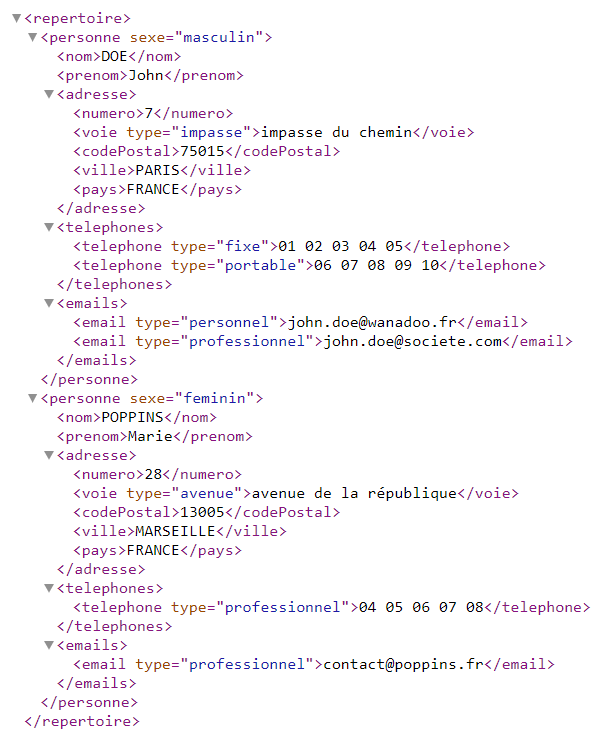 <repertoire>
<personne sexe="masculin">
<nom>DOE</nom>
<prenom>John</prenom>
<adresse>
<numero>7</numero>
<voie type="impasse">impasse du chemin</voie>
<codePostal>75015</codePostal>
<ville>PARIS</ville>
<pays>FRANCE</pays>
</adresse>
<telephones>
<telephone type="fixe">01 02 03 04 05</telephone>
<telephone type="portable">06 07 08 09 10</telephone>
</telephones>
<emails>
<email type="personnel">john.doe@wanadoo.fr</email>
<email type="professionnel">john.doe@societe.com</email>
</emails>
</personne>
<personne sexe="feminin">
<nom>POPPINS</nom>
<prenom>Marie</prenom>
<adresse>
<numero>28</numero>
<voie type="avenue">avenue de la république</voie>
<codePostal>13005</codePostal>
<ville>MARSEILLE</ville>
<pays>FRANCE</pays>
</adresse>
<telephones>
<telephone type="professionnel">04 05 06 07 08</telephone>
</telephones>
<emails>
<email type="professionnel">contact@poppins.fr</email>
</emails>
</personne>
</repertoire>